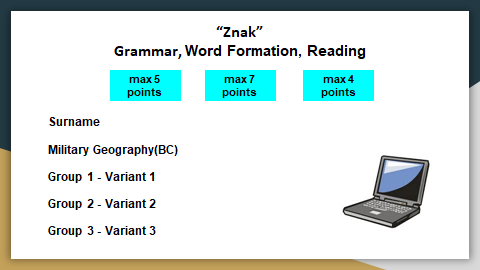 “Znak”
Grammar, Word Formation, Reading
max 5 points
max 7 points
max 4 points
Surname
Military Geography(BC)
Group 1 - Variant 1
Group 2 - Variant 2
Group 3 - Variant 3